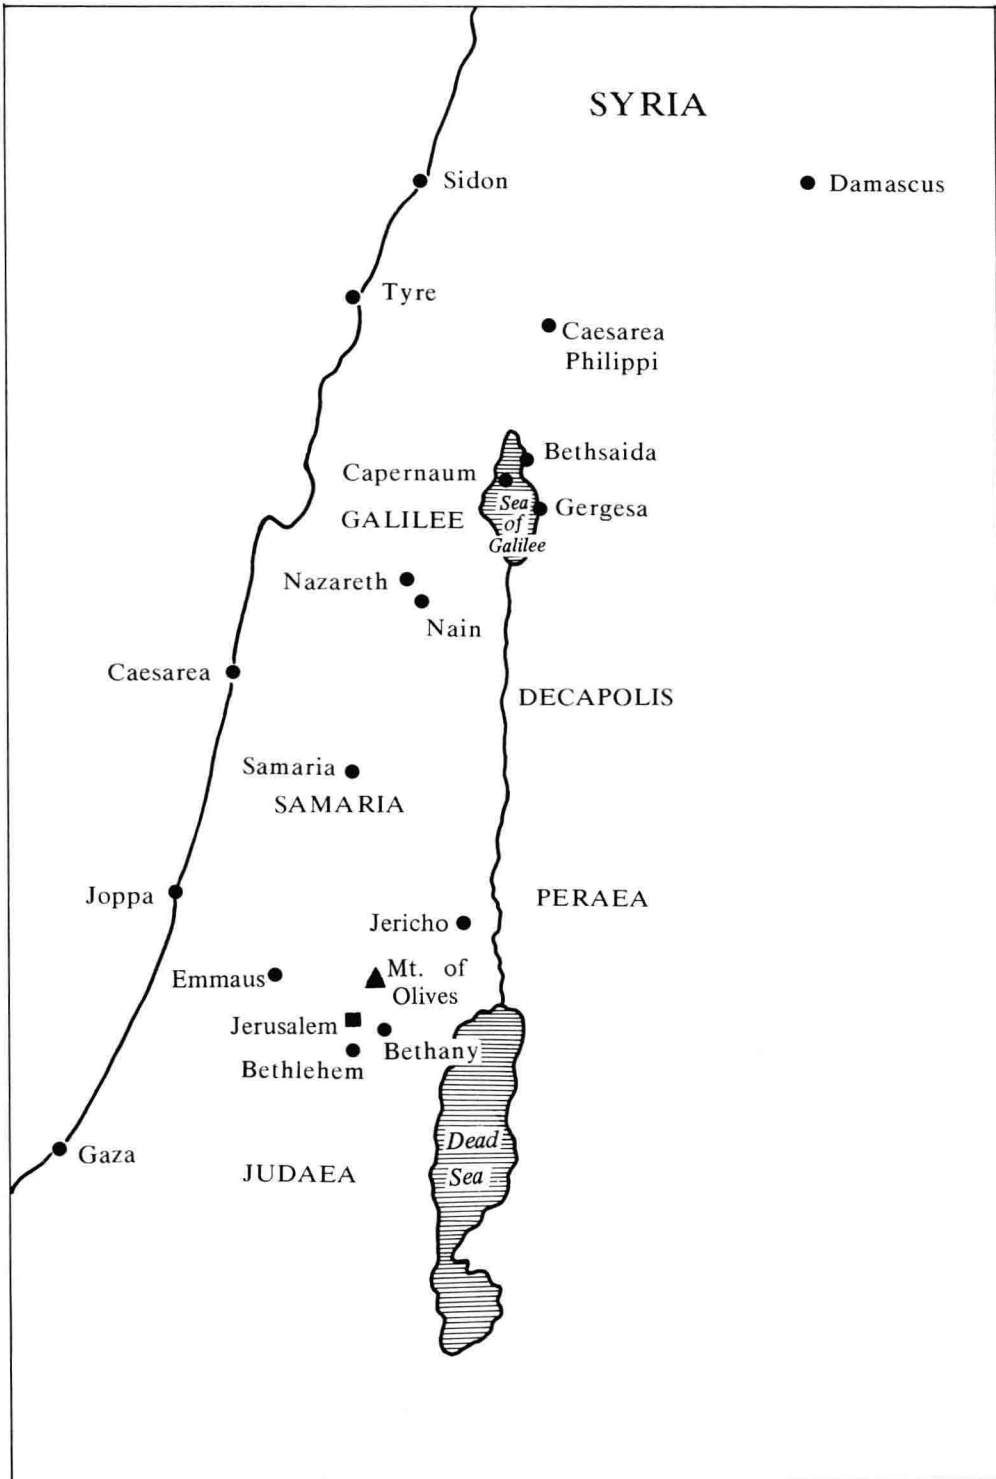 SYRIA
Sidon
Damascus
Tyre
Caesarea
Philippi
Bethsaida
Capernaum
Sea
of
Galilee
Gergesa
GALILEE
Nazareth
Nain
Caesarea
DECAPOLIS
Samaria
SAMARIA
Joppa
PERAEA
Jericho
Emmaus
Mt. of
Olives
Jerusalem
Bethany
Bethlehem
Dead
Sea
Gaza
JUDAEA